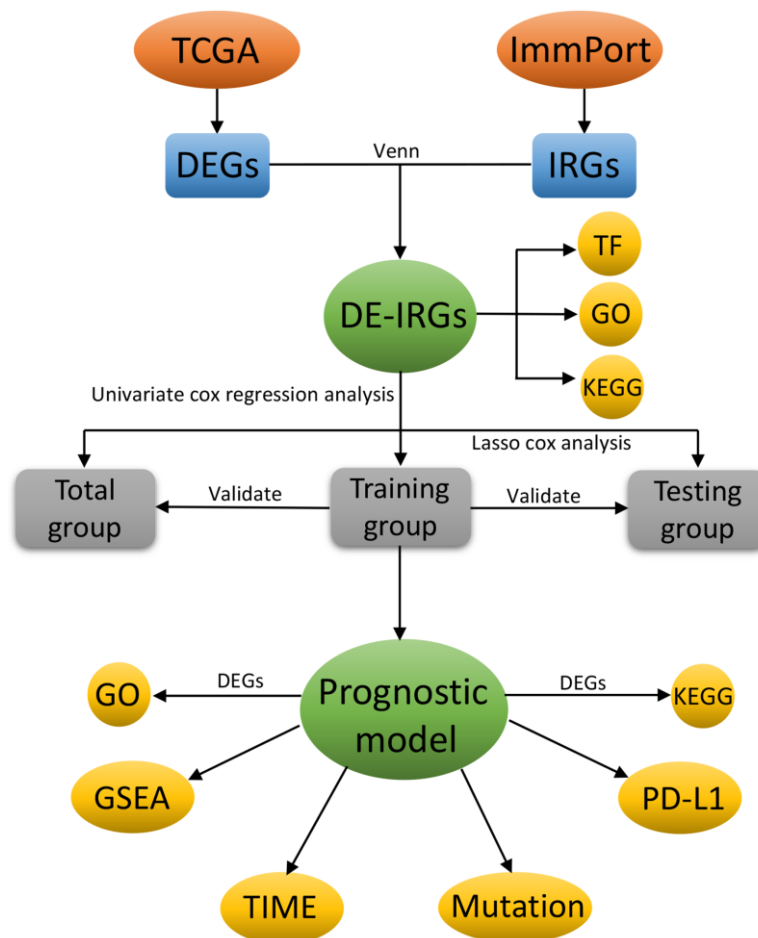 TCGA
ImmPort
DEGs
Venn
IRGs
TF
DE-IRGs
GO
KEGG
Univariate cox regression analysis
Lasso cox analysis
Total
group
Validate
Training
group
Validate
Testing
group
GO
DEGs
Prognostic
model
DEGs
KEGG
GSEA
PD-L1
TIME
Mutation